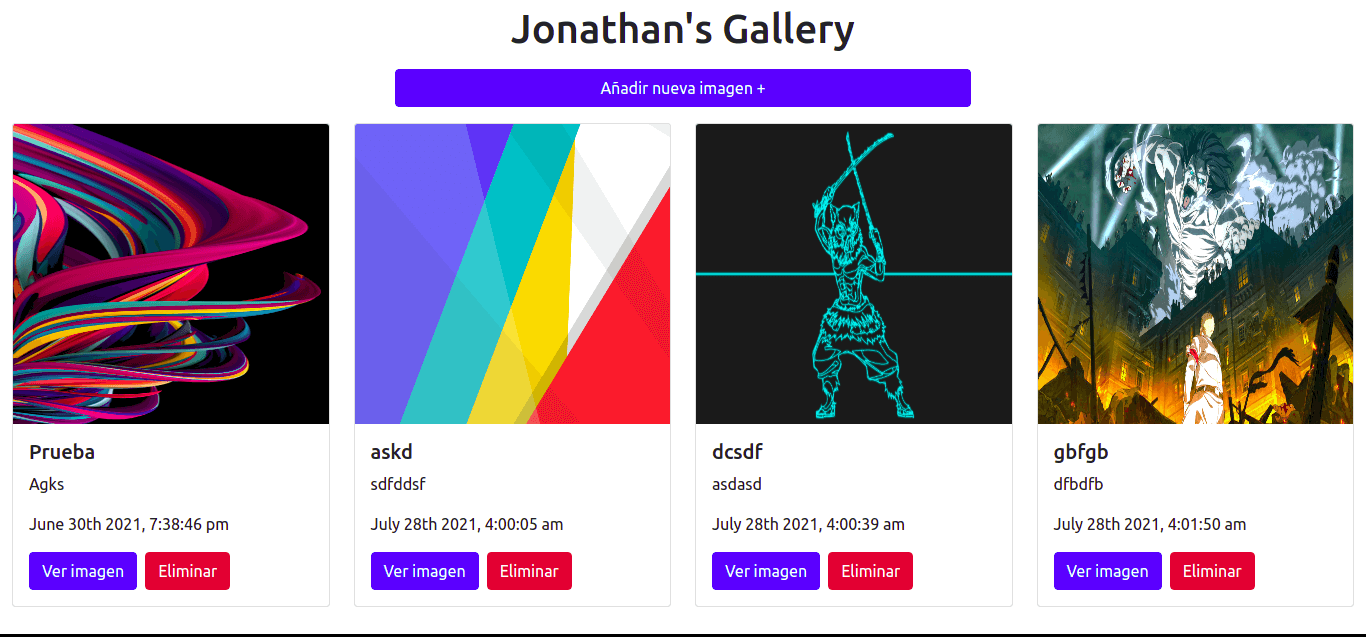 Jonathan's Gallery
Añadir nueva imagen +
Prueba
Agks
June 30th 2021, 7:38:46 pm
Ver imagen
Eliminar
askd
sdfddsf
July 28th 2021, 4:00:05 am
Ver imagen
Eliminar
dcsdf
asdasd
July 28th 2021, 4:00:39 am
Ver imagen
Eliminar
gbfgb
dfbdfb
July 28th 2021, 4:01:50 am
Ver imagen
Eliminar